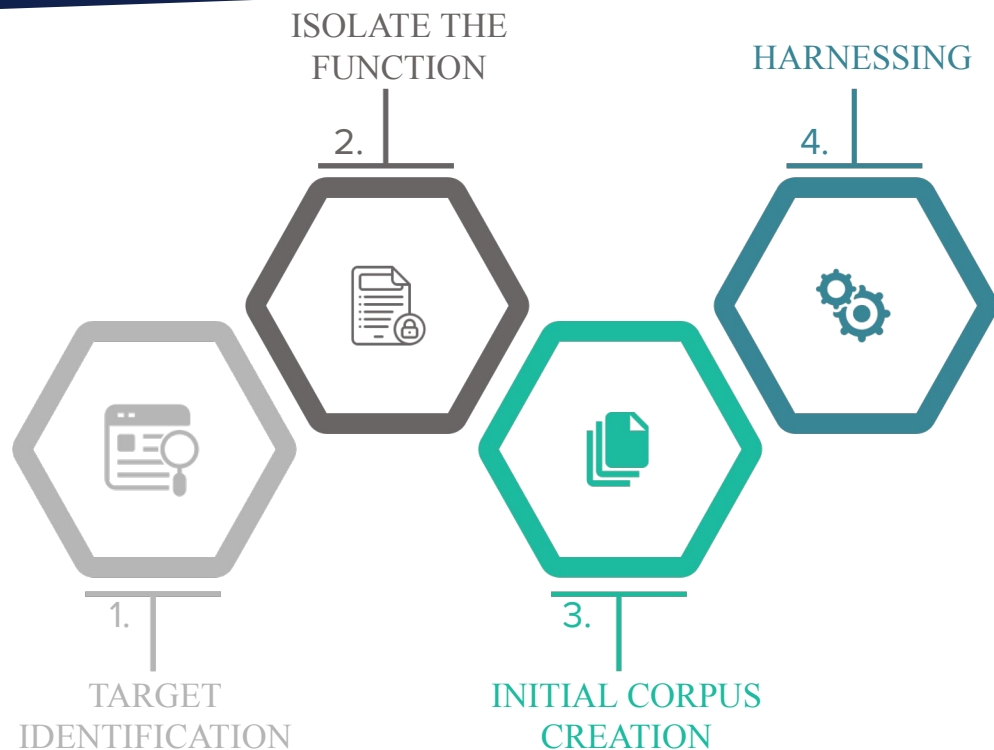 1.
TARGET
IDENTIFICATION
2.
ISOLATE THE
FUNCTION
3.
INITIAL CORPUS
CREATION
4.
HARNESSING